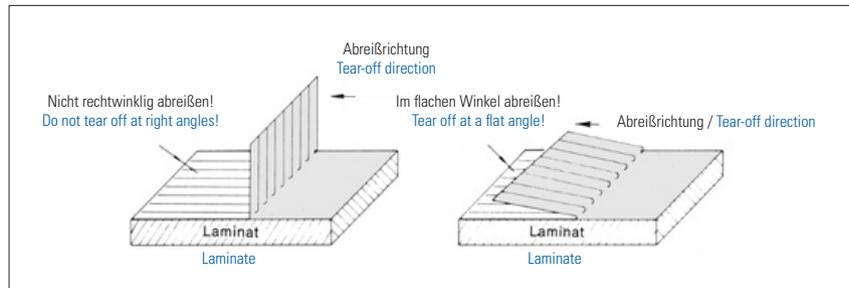 Abreißrichtung
Tear-off direction
Nicht rechtwinklig abreißen!
Do not tear off at right angles!
Laminat
Laminate
Im flachen Winkel abreißen!
Tear off at a flat angle!
Abreißrichtung / Tear-off direction
Laminat
Laminate